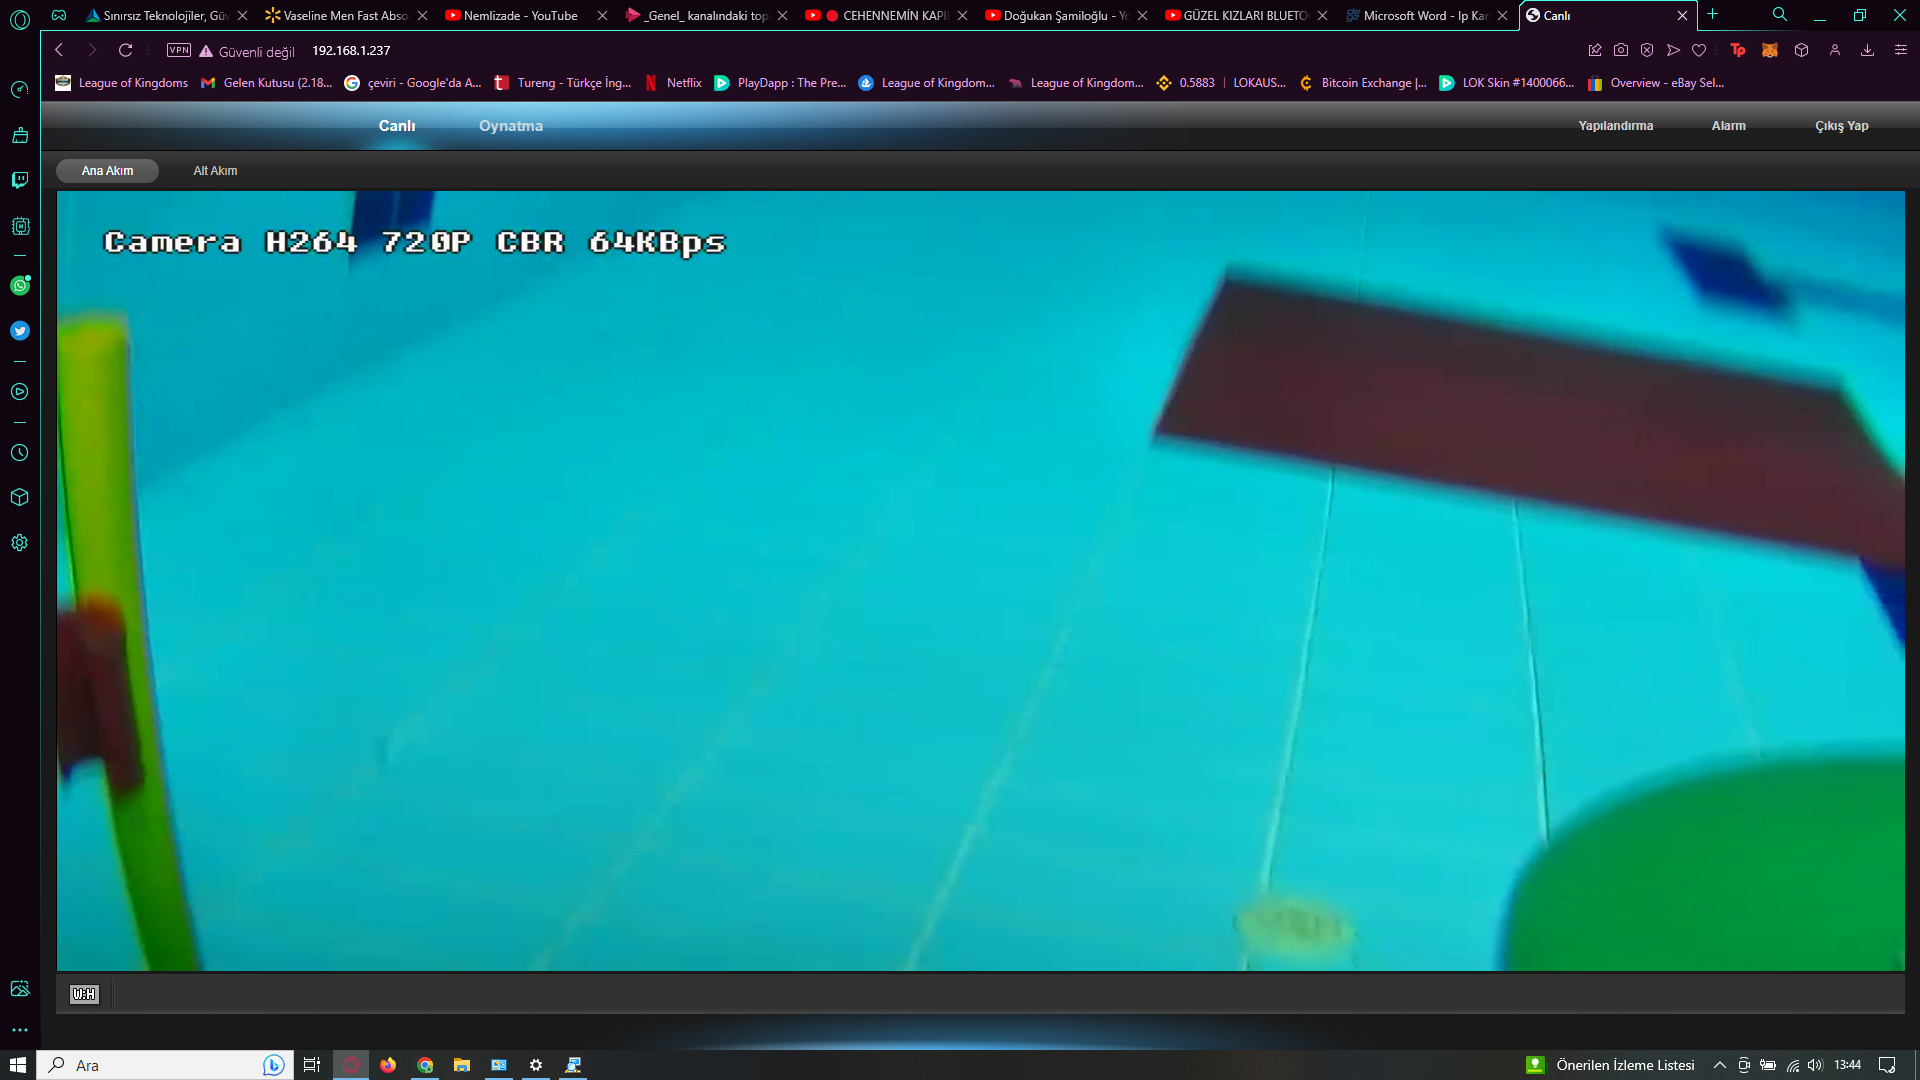 Sınırsız Teknolojiler, Gü
Vaseline Men Fast Abso
Nemlizade - YouTube
_Genel_ kanalındaki top
CEHENNEMİN KAPI
Doğukan Şamiloğlu - Yo
GÜZEL KIZLARI BLUETO
Microsoft Word - Ip Ka
Canlı
VPN
Güvenli değil
192.168.1.237
League of Kingdoms
Gelen Kutusu (2.18...
çeviri - Google'da A...
Tureng - Türkçe İng...
Netflix
PlayDapp : The Pre...
League of Kingdom...
League of Kingdom...
0.5883 | LOKAUS...
Bitcoin Exchange |...
LOK Skin #1400066...
Overview - eBay Sel...
Canlı
Oynatma
Yapılandırma
Alarm
Çıkış Yap
Ana Akım
Alt Akım
Camera H264 720P CBR 64KBps
W:H
Ara
Önerilen İzleme Listesi
13:44